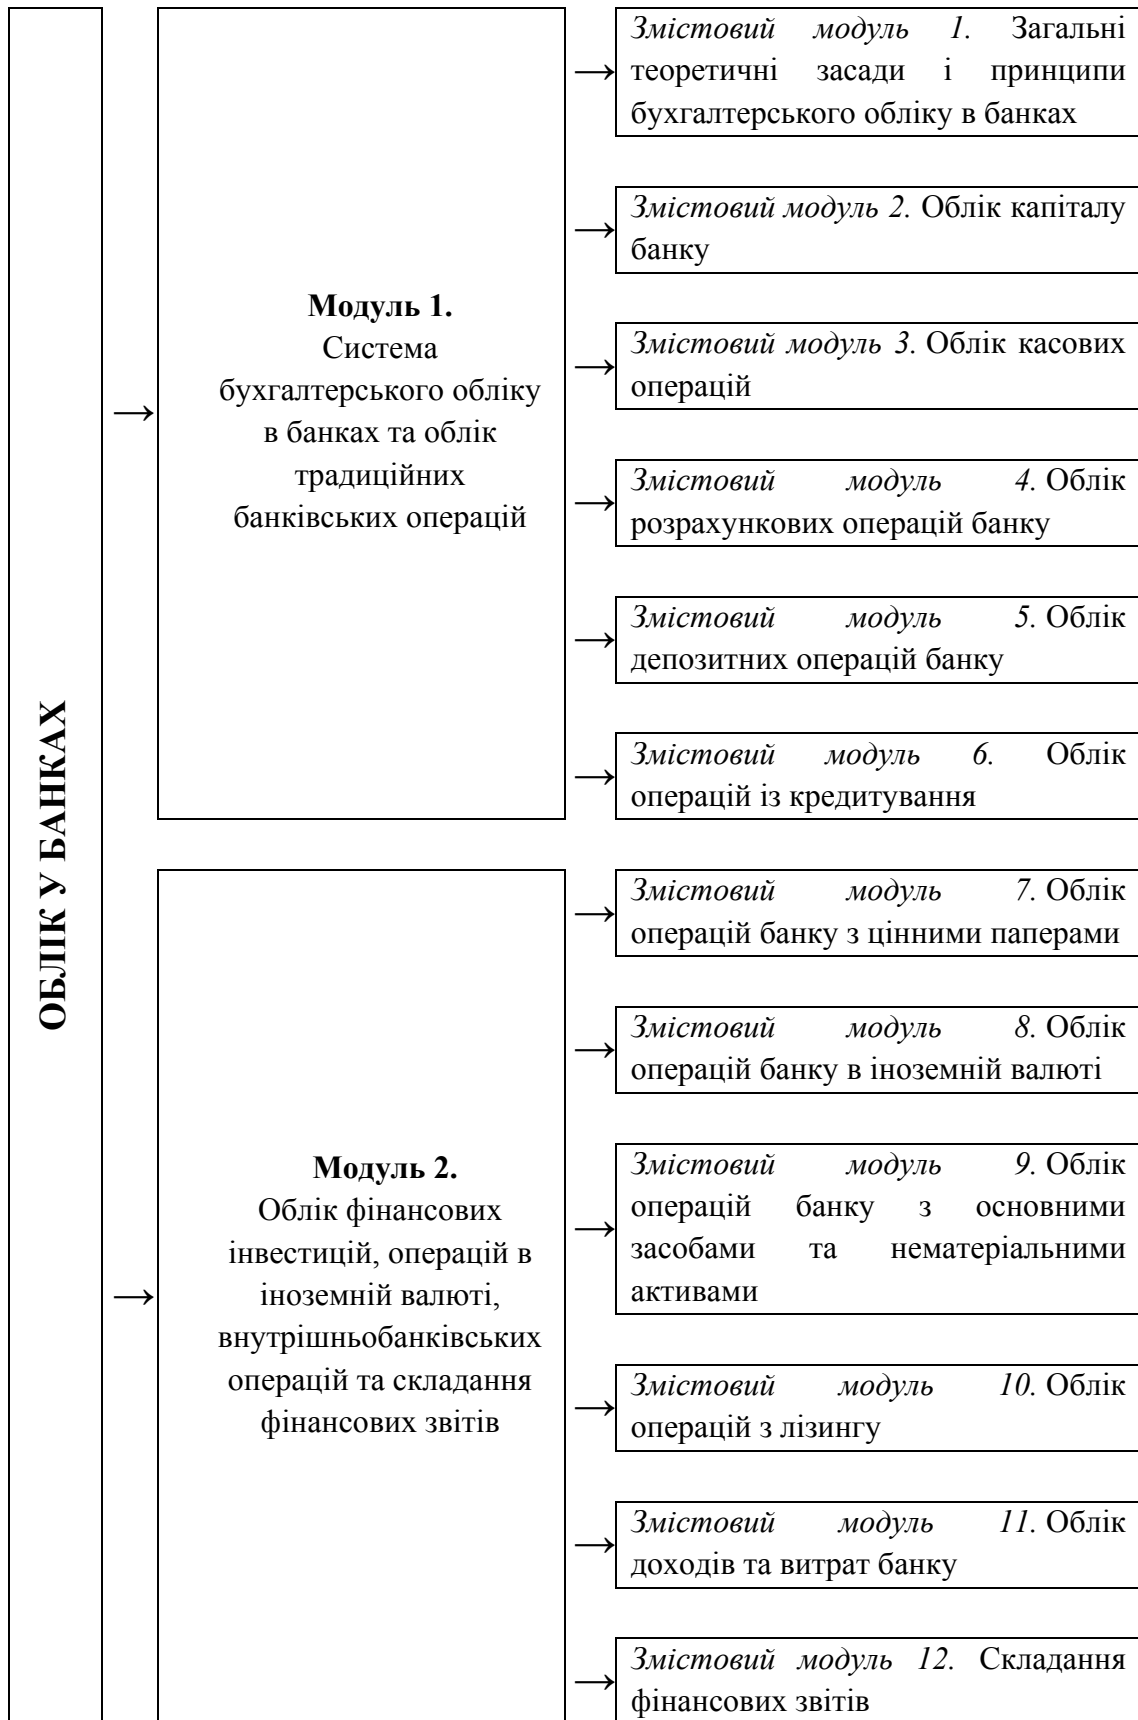 ОБЛІК У БАНКАХ
Модуль 1.
Система
бухгалтерського обліку
в банках та облік
традиційних
банківських операцій
Змістовий модуль 1. Загальні
теоретичні засади і принципи
бухгалтерського обліку в банках
Змістовий модуль 2. Облік капіталу
банку
Змістовий модуль 3. Облік касових
операцій
Змістовий модуль 4. Облік
розрахункових операцій банку
Змістовий модуль 5. Облік
депозитних операцій банку
Змістовий модуль 6. Облік
операцій із кредитування
Модуль 2.
Облік фінансових
інвестицій, операцій в
іноземній валюті,
внутрішньобанківських
операцій та складання
фінансових звітів
Змістовий модуль 7. Облік
операцій банку з цінними паперами
Змістовий модуль 8. Облік
операцій банку в іноземній валюті
Змістовий модуль 9. Облік
операцій банку з основними
засобами та нематеріальними
активами
Змістовий модуль 10. Облік
операцій з лізингу
Змістовий модуль 11. Облік
доходів та витрат банку
Змістовий модуль 12. Складання
фінансових звітів